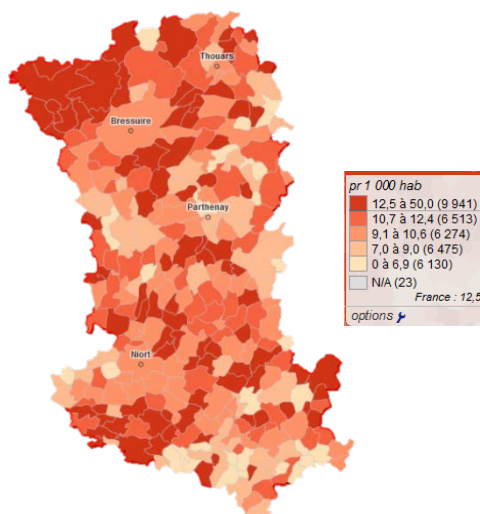 Thouars
Bressuire
Parthenay
Niort
pr 1 000 hab
12,5 à 50,0 (9 941)
10,7 à 12,4 (6 513)
9,1 à 10,6 (6 274)
7,0 à 9,0 (6 475)
0 à 6,9 (6 130)
N/A (23)
France : 12,5
options